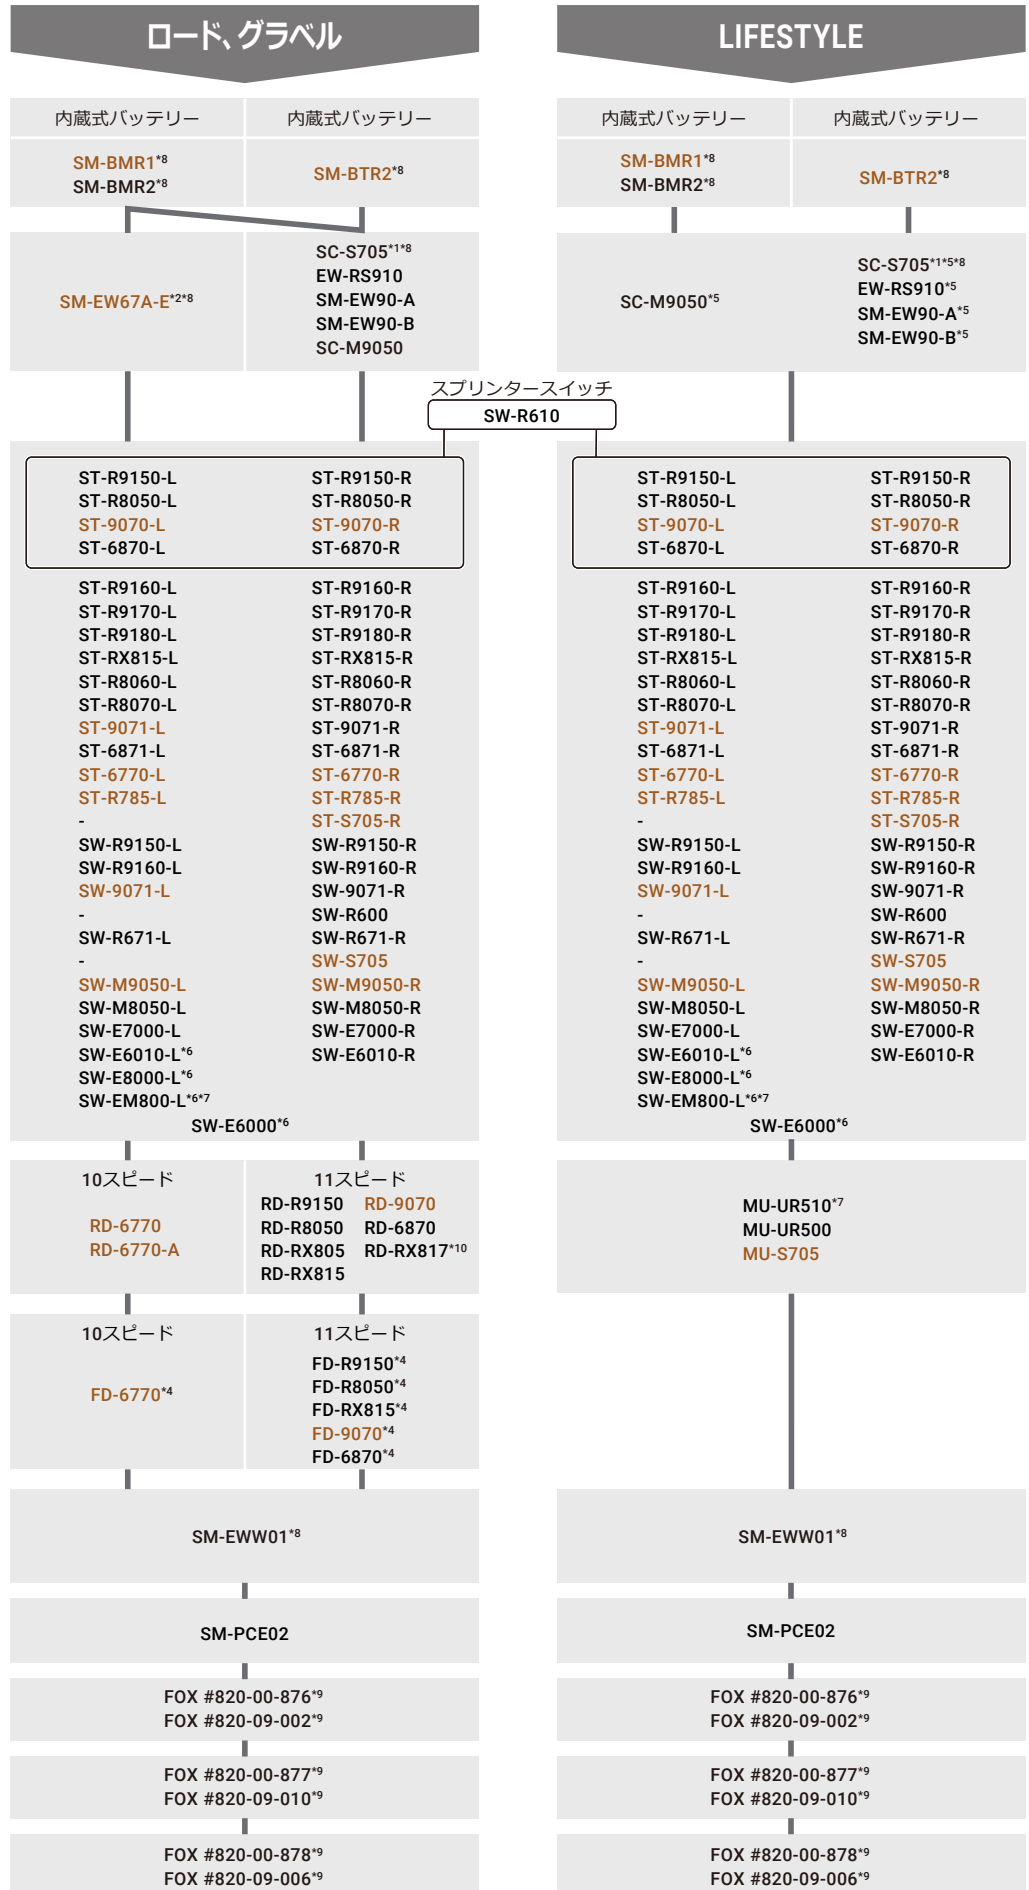 ロード、グラベル
内蔵式バッテリー 内蔵式バッテリー
SM-BMR1*8
SM-BMR2*8
SM-BTR2*8
SM-EW67A-E*2*8
SC-S705*1*8
EW-RS910
SM-EW90-A
SM-EW90-B
SC-M9050
LIFESTYLE
内蔵式バッテリー 内蔵式バッテリー
SM-BMR1*8
SM-BMR2*8
SM-BTR2*8
SC-M9050*5
SC-S705*1*5*8
EW-RS910*5
SM-EW90-A*5
SM-EW90-B*5
スプリンタースイッチ
SW-R610
ST-R9150-L ST-R9150-R
ST-R8050-L ST-R8050-R
ST-9070-L ST-9070-R
ST-6870-L ST-6870-R
ST-R9160-L ST-R9160-R
ST-R9170-L ST-R9170-R
ST-R9180-L ST-R9180-R
ST-RX815-L ST-RX815-R
ST-R8060-L ST-R8060-R
ST-R8070-L ST-R8070-R
ST-9071-L ST-9071-R
ST-6871-L ST-6871-R
ST-6770-L ST-6770-R
ST-R785-L ST-R785-R
- ST-S705-R
SW-R9150-L SW-R9150-R
SW-R9160-L SW-R9160-R
SW-9071-L SW-9071-R
- SW-R600
SW-R671-L SW-R671-R
- SW-S705
SW-M9050-L SW-M9050-R
SW-M8050-L SW-M8050-R
SW-E7000-L SW-E7000-R
SW-E6010-L*6 SW-E6010-R
SW-E8000-L*6
SW-EM800-L*6*7
SW-E6000*6
10スピード
RD-6770
RD-6770-A
11スピード
RD-R9150 RD-9070
RD-R8050 RD-6870
RD-RX805 RD-RX817*10
RD-RX815
10スピード
FD-6770*4
11スピード
FD-R9150*4
FD-R8050*4
FD-RX815*4
FD-9070*4
FD-6870*4
SM-EWW01*8
SM-PCE02
FOX #820-00-876*9
FOX #820-09-002*9
FOX #820-00-877*9
FOX #820-09-010*9
FOX #820-00-878*9
FOX #820-09-006*9
ST-R9150-L ST-R9150-R
ST-R8050-L ST-R8050-R
ST-9070-L ST-9070-R
ST-6870-L ST-6870-R
ST-R9160-L ST-R9160-R
ST-R9170-L ST-R9170-R
ST-R9180-L ST-R9180-R
ST-RX815-L ST-RX815-R
ST-R8060-L ST-R8060-R
ST-R8070-L ST-R8070-R
ST-9071-L ST-9071-R
ST-6871-L ST-6871-R
ST-6770-L ST-6770-R
ST-R785-L ST-R785-R
- ST-S705-R
SW-R9150-L SW-R9150-R
SW-R9160-L SW-R9160-R
SW-9071-L SW-9071-R
- SW-R600
SW-R671-L SW-R671-R
- SW-S705
SW-M9050-L SW-M9050-R
SW-M8050-L SW-M8050-R
SW-E7000-L SW-E7000-R
SW-E6010-L*6 SW-E6010-R
SW-E8000-L*6
SW-EM800-L*6*7
SW-E6000*6
MU-UR510*7
MU-UR500
MU-S705
SM-EWW01*8
SM-PCE02
FOX #820-00-876*9
FOX #820-09-002*9
FOX #820-00-877*9
FOX #820-09-010*9
FOX #820-00-878*9
FOX #820-09-006*9